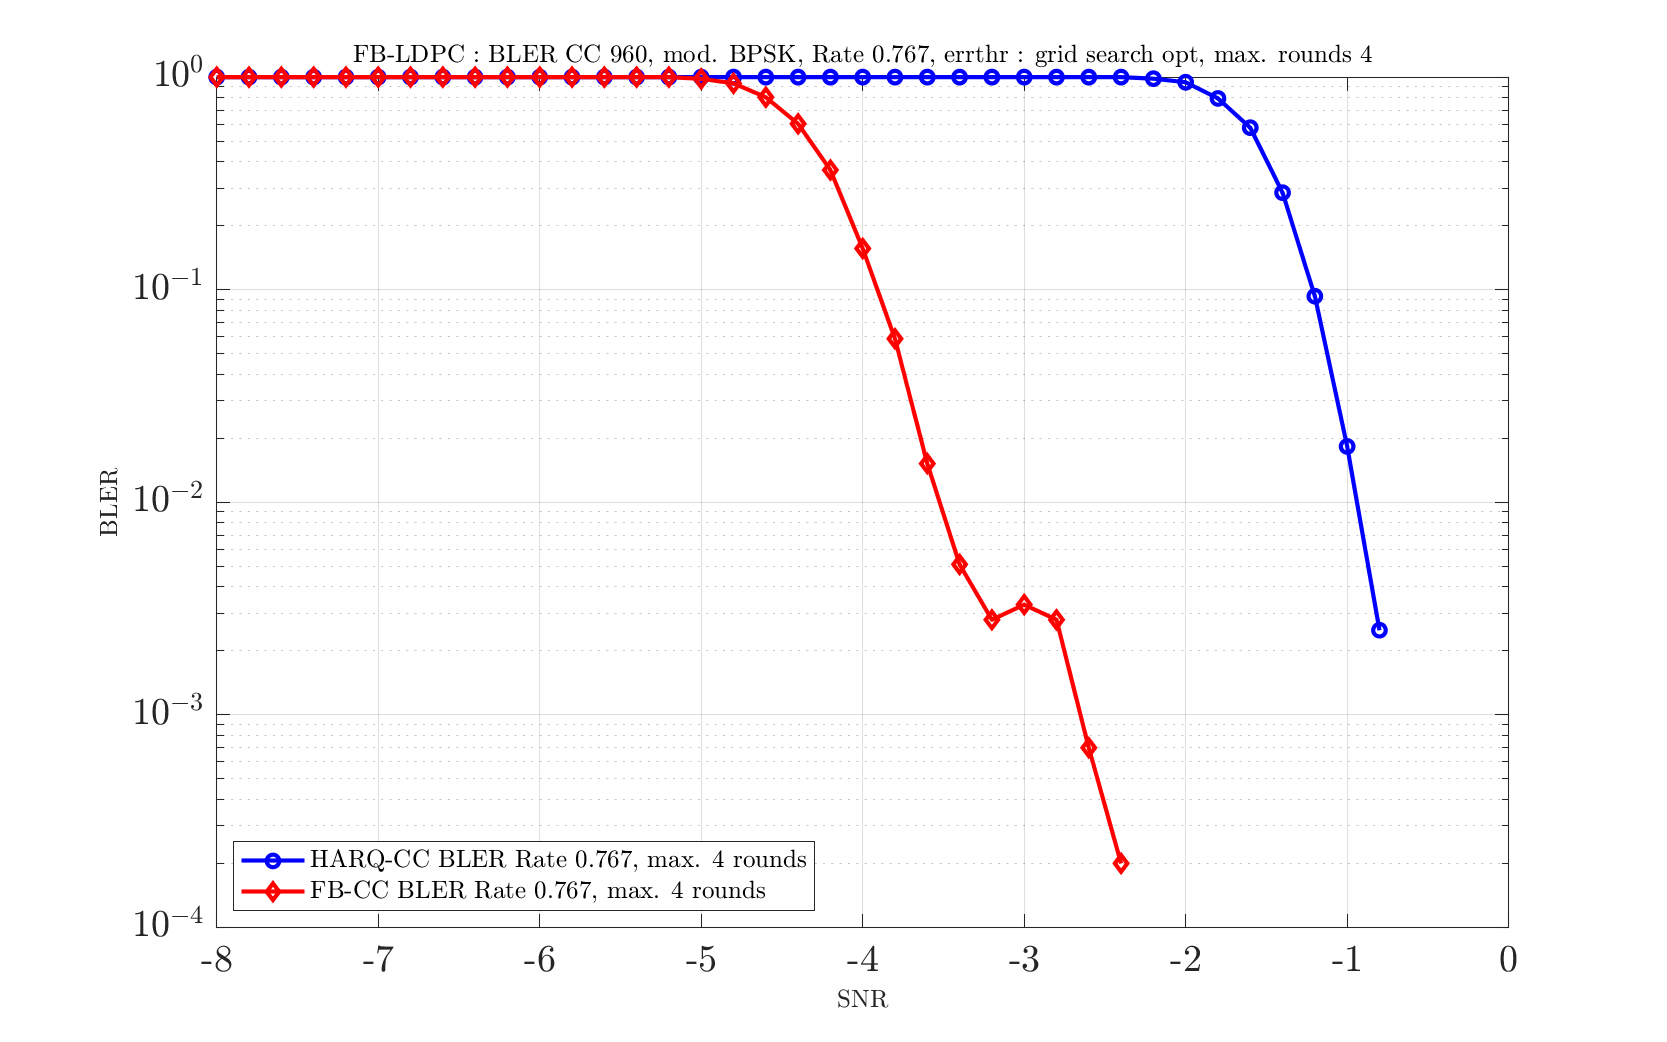 FB-LDPC : BLER CC 960, mod. BPSK, Rate 0.767, errthr : grid search opt, max. rounds 4
10^0
10^{-1}
10^{-2}
10^{-3}
10^{-4}
BLER
HARQ-CC BLER Rate 0.767, max. 4 rounds
FB-CC BLER Rate 0.767, max. 4 rounds
-8 -7 -6 -5 -4 -3 -2 -1 0
SNR